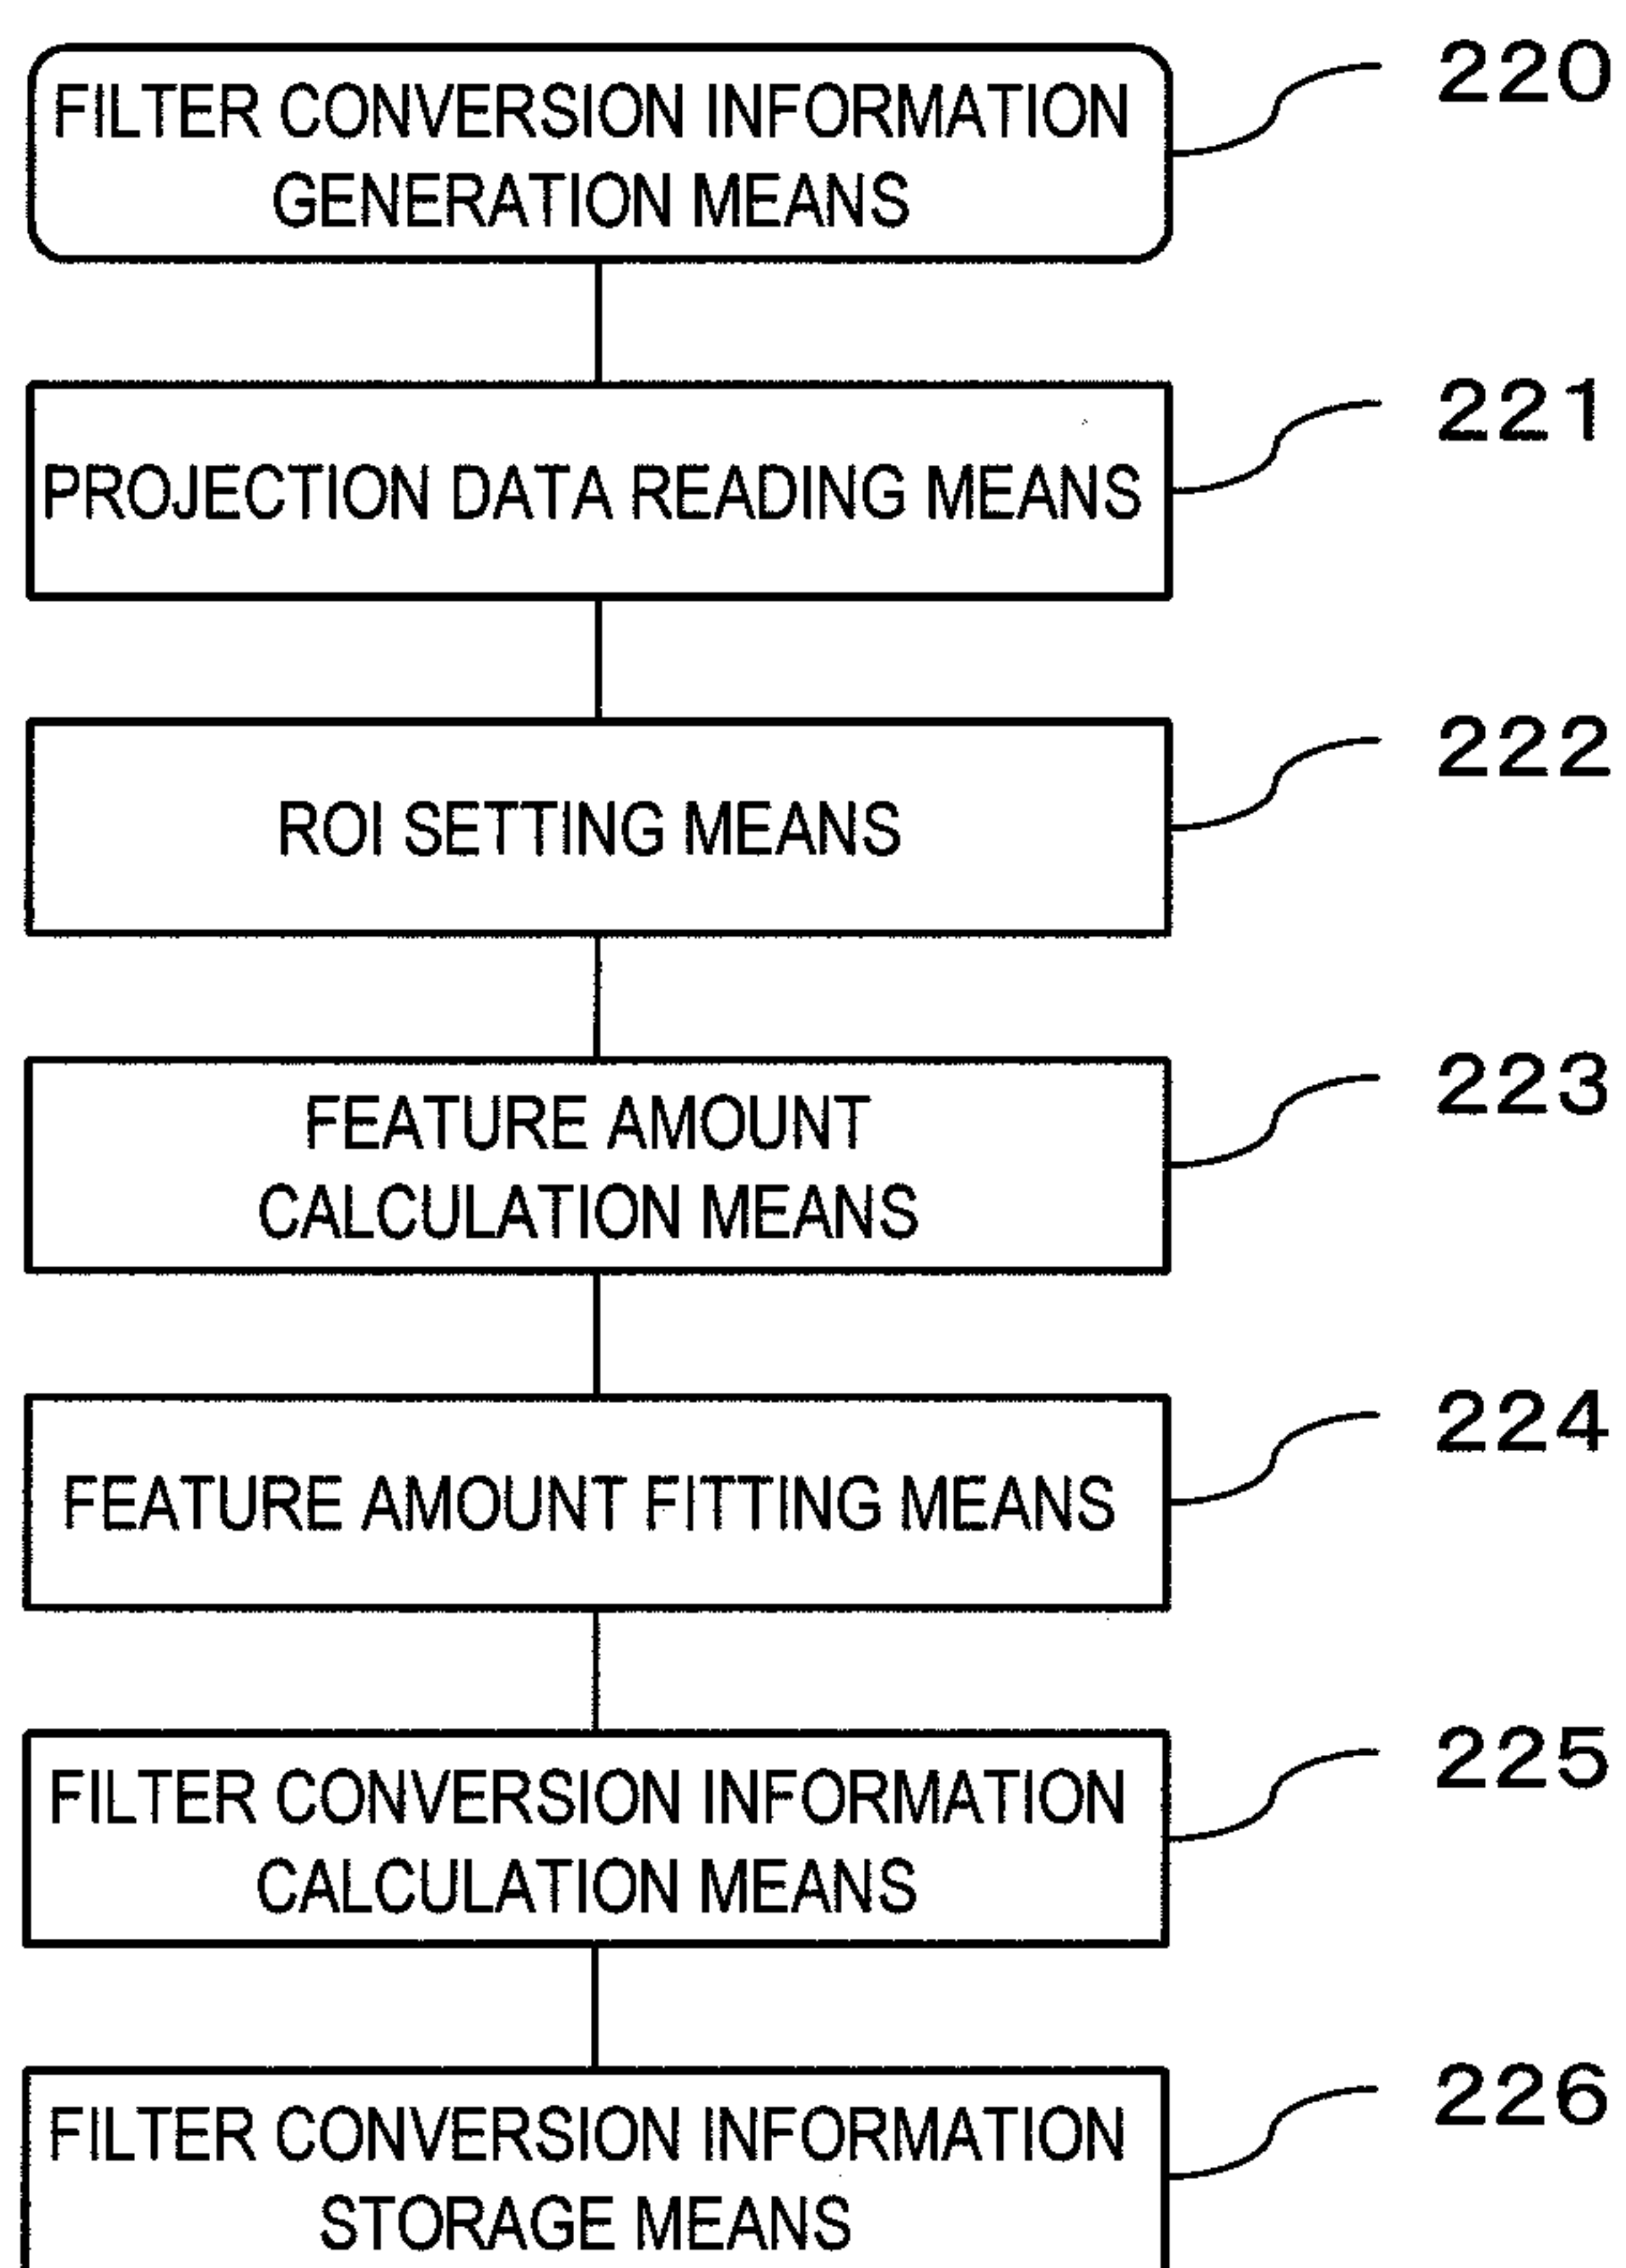 FILTER CONVERSION INFORMATION
GENERATION MEANS
220
PROJECTION DATA READING MEANS
221
ROI SETTING MEANS
222
FEATURE AMOUNT
CALCULATION MEANS
223
FEATURE AMOUNT FITTING MEANS
224
FILTER CONVERSION INFORMATION
CALCULATION MEANS
225
FILTER CONVERSION INFORMATION
STORAGE MEANS
226